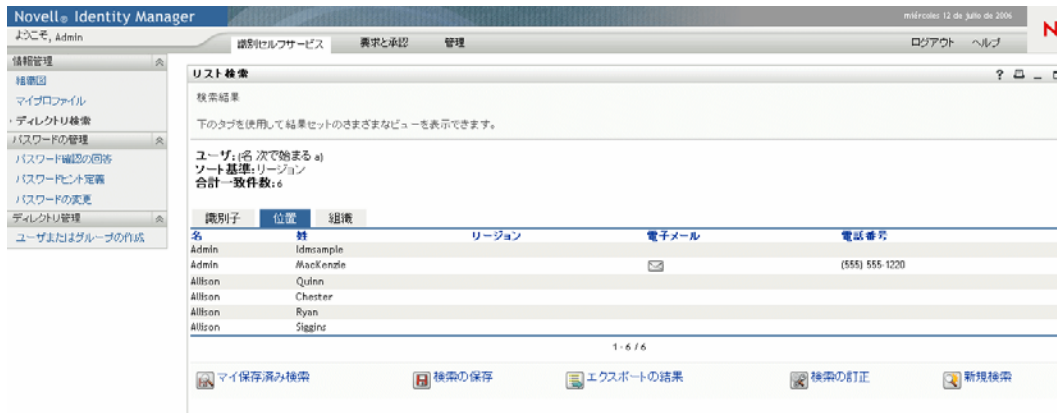 Novell® Identity Manager
miércoles 12 de julio de 2006
N
ようこそ, Admin
識別セルフサービス 要求と承認 管理
ログアウト ヘルプ
情報管理
組織図
マイプロファイル
ディレクトリ検索
パスワードの管理
パスワード確認の回答
パスワードヒント定義
パスワードの変更
ディレクトリ管理
ユーザまたはグループの作成
リスト検索
?
検索結果
下のタブを使用して結果セットのさまざまなビューを表示できます。
ユーザ: (名 次で始まる a)
ソート基準: リージョン
合計一致件数: 6
識別子 位置 組織
名 姓 リージョン 電子メール 電話番号
Admin Idmsample
Admin MacKenzie (555) 555-1220
Allison Quinn
Allison Chester
Allison Ryan
Allison Siggins
1 - 6 / 6
マイ保存済み検索 検索の保存 エクスポートの結果 検索の訂正 新規検索